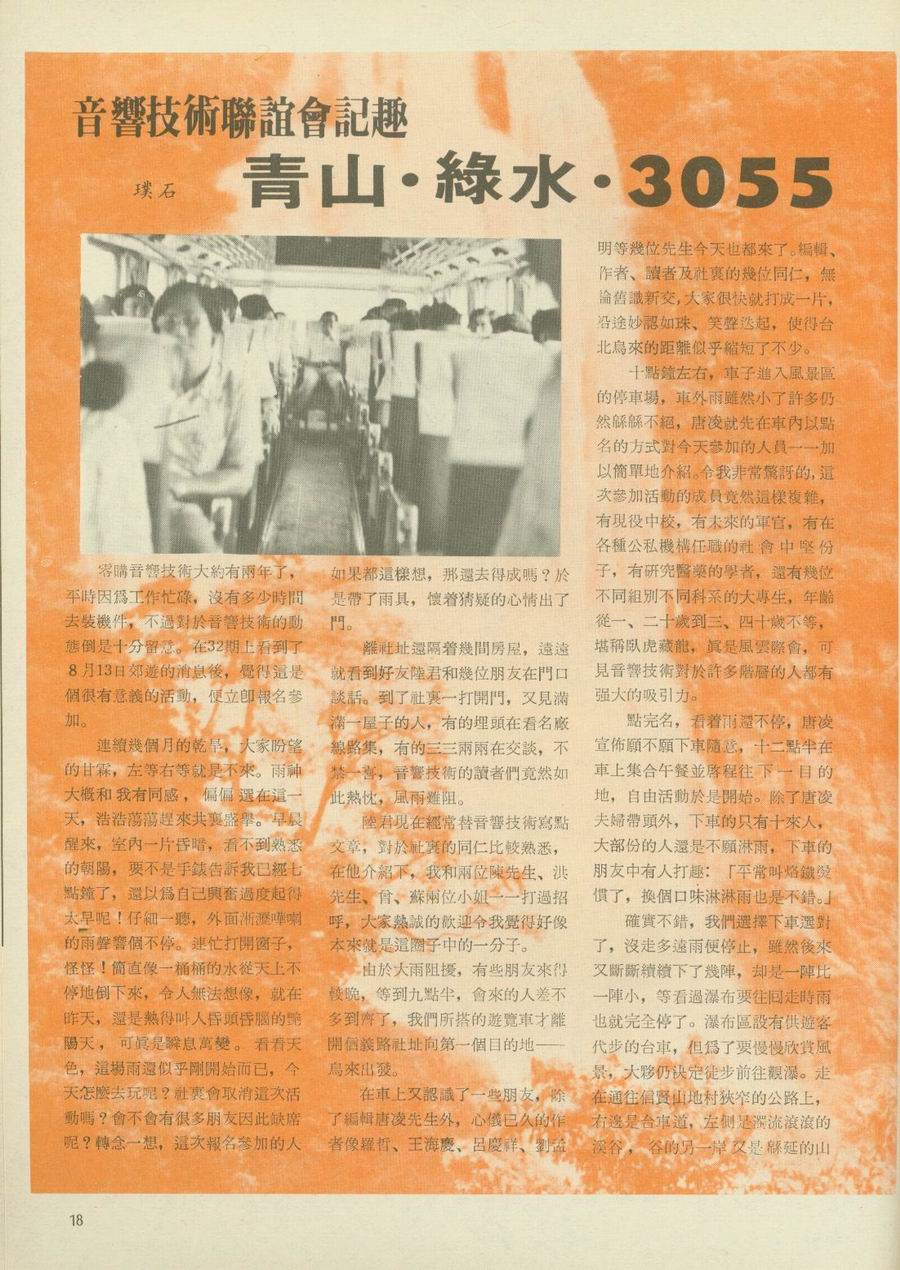 音響技術聯誼會記趣
青山·綠水·3055
璞石
零購音響技術大約有兩年了，
平時因爲工作忙碌，沒有多少時間
去裝機件，不過對於音響技術的動
態倒是十分留意。在32期上看到了
8月13日郊遊的消息後，覺得這是
個很有意義的活動，便立卽報名參
加。
連續幾個月的乾旱，大家盼望
的甘霖，左等右等就是不來。雨神
大概和我有同感，偏偏選在這一
天，浩浩蕩蕩趕來共襄盛舉。早晨
醒來，室內一片昏暗，看不到熟悉
的朝陽，要不是手錶告訴我已經七
點鐘了，還以爲自己興奮過度起得
太早呢！仔細一聽，外面淅瀝嘩喇
的雨聲響個不停。連忙打開窗子，
怪怪！簡直像一桶桶的水從天上不
停地倒下來，令人無法想像，就在
昨天，還是熱得叫人昏頭昏腦的艷
陽天，可眞是瞬息萬變。看看天
色，這場雨還似乎剛開始而已，今
天怎麼去玩呢？社裏會取消這次活
動嗎？會不會有很多朋友因此缺席
呢？轉念一想，這次報名參加的人
如果都這樣想，那還去得成嗎？於
是帶了雨具，懷着猜疑的心情出了
門。
離社址還隔着幾間房屋，遠遠
就看到好友陸君和幾位朋友在門口
談話。到了社裏一打開門，又見滿
滿一屋子的人，有的埋頭在看名廠
線路集，有的三三兩兩在交談，不
禁一喜，音響技術的讀者們竟然如
此熱忱，風雨難阻。
陸君現在經常替音響技術寫點
文章，對於社裏的同仁比較熟悉，
在他介紹下，我和兩位陳先生、洪
先生、曾、蘇兩位小姐一一打過招
呼，大家熱誠的歡迎令我覺得好像
本來就是這圈子中的一分子。
由於大雨阻擾，有些朋友來得
較晚，等到九點半，會來的人差不
多到齊了，我們所搭的遊覽車才離
開信義路社址向第一個目的地——
烏來出發。
在車上又認識了一些朋友，除
了編輯唐凌先生外，心儀已久的作
者像羅哲、王海慶、呂慶祥、劉孟
明等幾位先生今天也都來了。編輯、
作者、讀者及社裏的幾位同仁，無
論舊識新交，大家很快就打成一片，
沿途妙認如珠、笑聲迭起，使得台
北烏來的距離似乎縮短了不少。
十點鐘左右，車子進入風景區
的停車場，車外雨雖然小了許多仍
然緜緜不絕，唐凌就先在車內以點
名的方式對今天參加的人員一一加
以簡單地介紹。令我非常驚訝的，這
次參加活動的成員竟然這樣複雜，
有現役中校，有未來的軍官，有在
各種公私機構任職的社會中堅份
子，有研究醫藥的學者，還有幾位
不同組別不同科系的大專生，年齡
從一、二十歲到三、四十歲不等，
堪稱臥虎藏龍，眞是風雲際會，可
見音響技術對於許多階層的人都有
强大的吸引力。
點完名，看着雨還不停，唐凌
宣佈願不願下車隨意，十二點半在
車上集合午餐並啓程往下一目的
地，自由活動於是開始。除了唐凌
夫婦帶頭外，下車的只有十來人，
大部份的人還是不願淋雨，下車的
朋友中有人打趣：「平常叫烙鐵燙
慣了，換個口味淋淋雨也是不錯。」
確實不錯，我們選擇下車選對
了，沒走多遠雨便停止，雖然後來
又斷斷續續下了幾陣，却是一陣比
一陣小，等看過瀑布要往回走時雨
也就完全停了。瀑布區設有供遊客
代步的台車，但爲了要慢慢欣賞風
景，大夥仍決定徒步前往觀瀑。走
在通往信賢山地村狹窄的公路上，
右邊是台車道，左側是濁流滾滾的
溪谷，谷的另一岸又是緜延的山
18